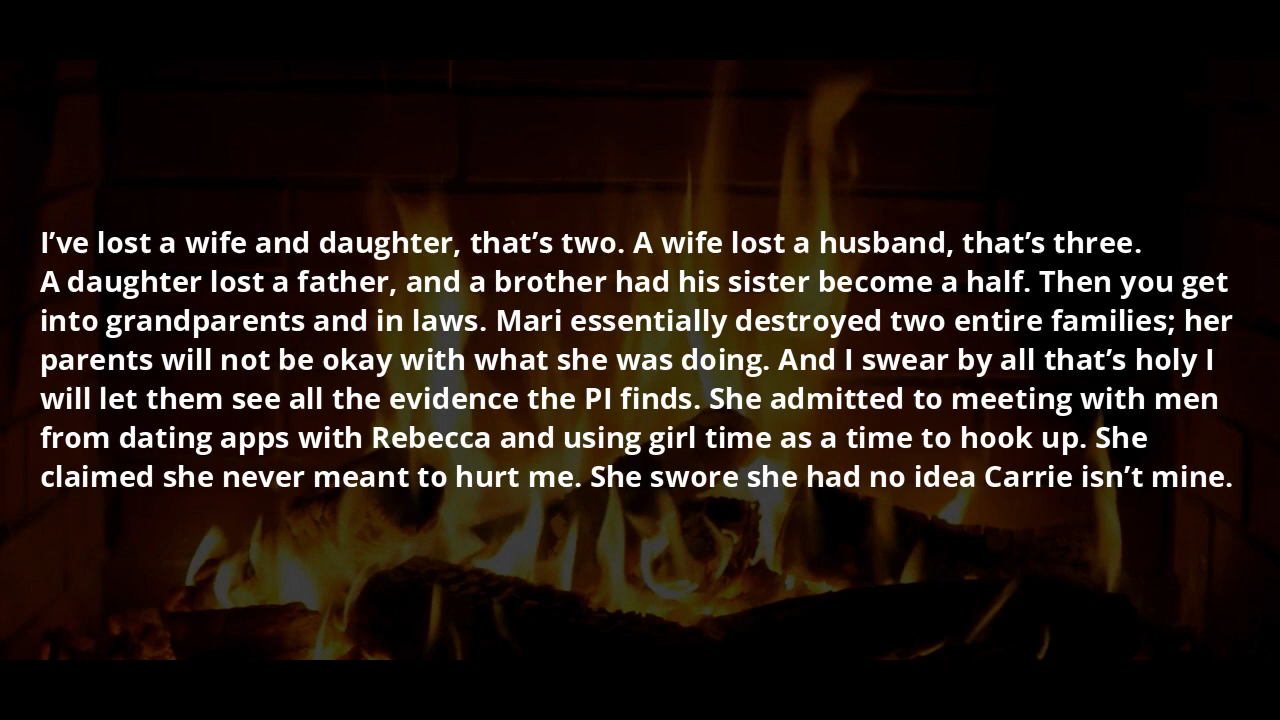 I’ve lost a wife and daughter, that’s two. A wife lost a husband, that’s three.
A daughter lost a father, and a brother had his sister become a half. Then you get
into grandparents and in laws. Mari essentially destroyed two entire families; her
parents will not be okay with what she was doing. And I swear by all that’s holy I
will let them see all the evidence the PI finds. She admitted to meeting with men
from dating apps with Rebecca and using girl time as a time to hook up. She
claimed she never meant to hurt me. She swore she had no idea Carrie isn’t mine.